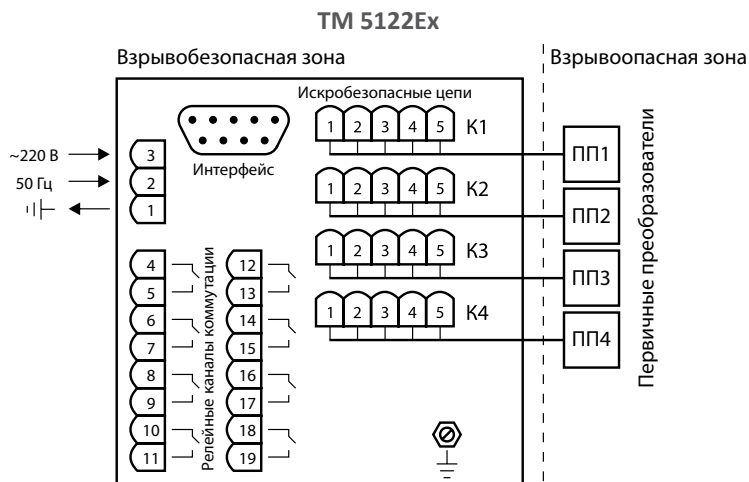 ТМ 5122Ex
Взрывобезопасная зона
Взрывоопасная зона
Искробезопасные цепи
Интерфейс
~220 В
50 Гц
3
2
1
1 2 3 4 5 К1
1 2 3 4 5 К2
1 2 3 4 5 К3
1 2 3 4 5 К4
ПП1
ПП2
ПП3
ПП4
Первичные преобразователи
4
5
6
7
8
9
10
11
Релейные каналы коммутации
12
13
14
15
16
17
18
19